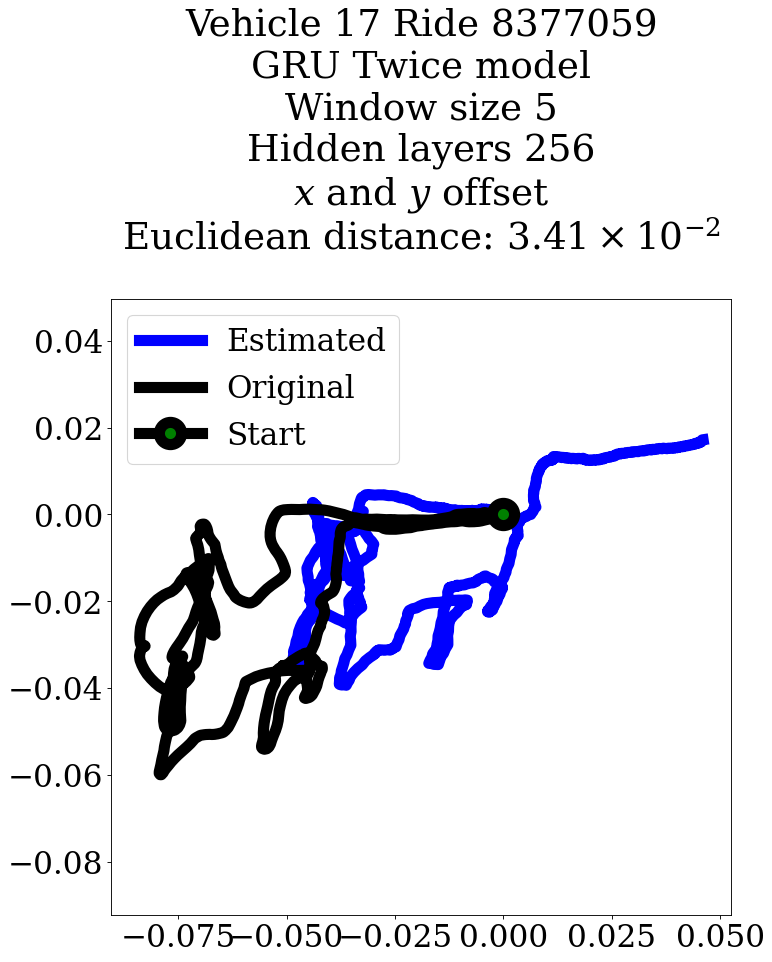 Vehicle 17 Ride 8377059
GRU Twice model
Window size 5
Hidden layers 256
x and y offset
Euclidean distance: 3.41 × 10⁻²
Estimated
Original
Start
0.04
0.02
0.00
−0.02
−0.04
−0.06
−0.08
−0.075 −0.050 −0.025 0.000 0.025 0.050